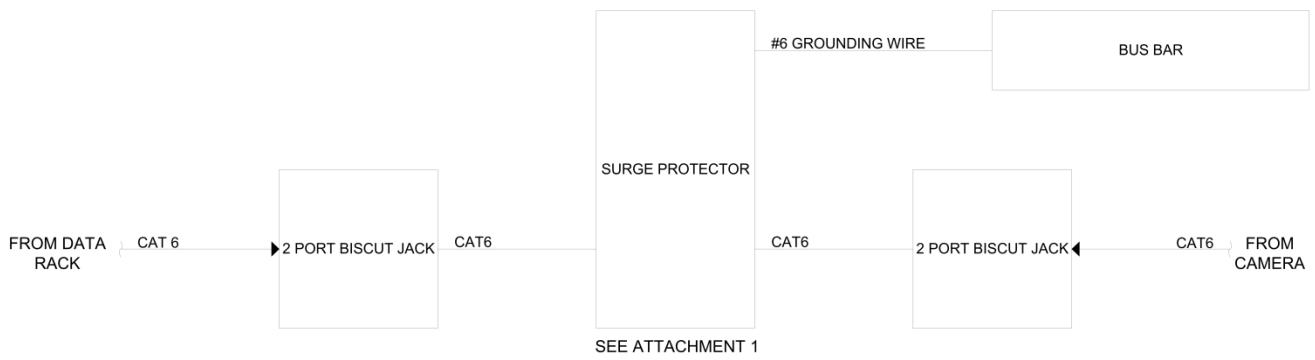 #6 GROUNDING WIRE
BUS BAR
SURGE PROTECTOR
FROM DATA
RACK
CAT 6
2 PORT BISCUT JACK
CAT6
CAT6
2 PORT BISCUT JACK
CAT6
FROM
CAMERA
SEE ATTACHMENT 1